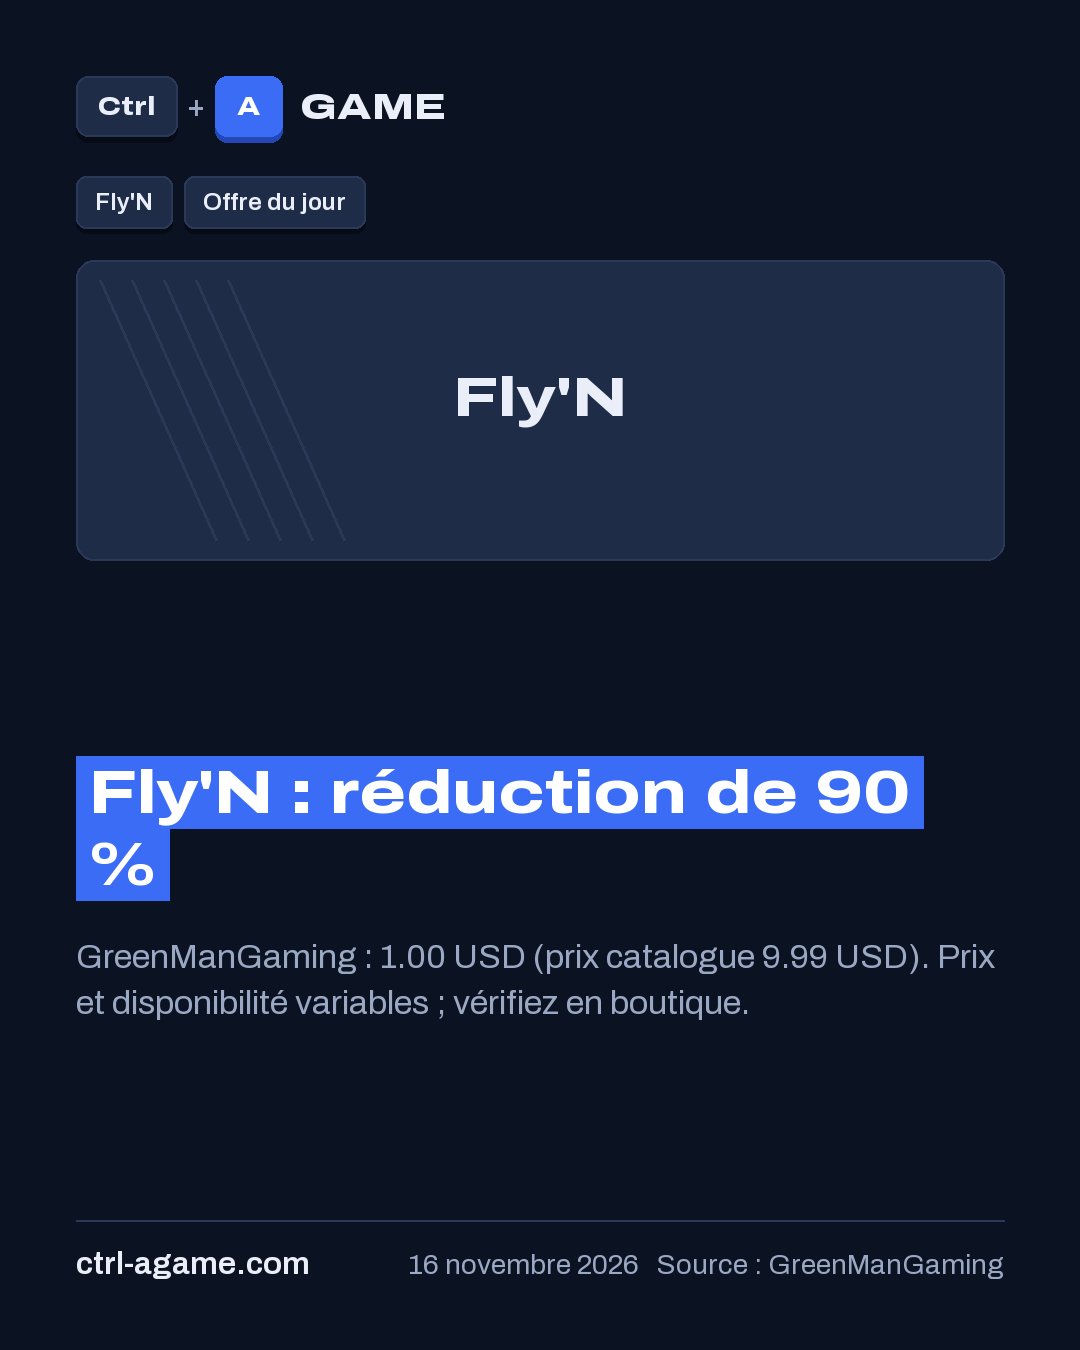 Ctrl + A GAME
Fly'N Offre du jour
Fly'N
Fly'N : réduction de 90
%
GreenManGaming : 1.00 USD (prix catalogue 9.99 USD). Prix
et disponibilité variables ; vérifiez en boutique.
ctrl-agame.com 16 novembre 2026 Source : GreenManGaming